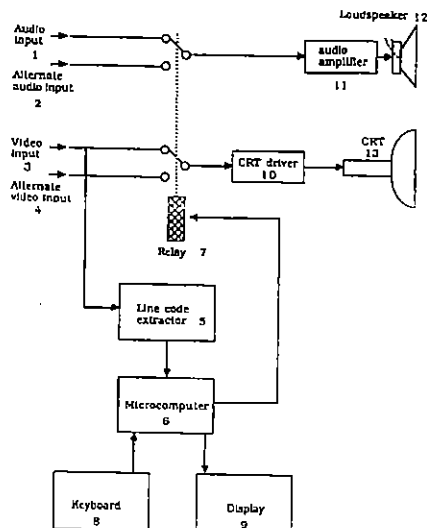 Loudspeaker 12
Audio
input
1
Alternate
audio input
2
audio
amplifier
11
Video
input
3
Alternate
video input
4
CRT driver
10
CRT
13
Relay 7
Line code
extractor 5
Microcomputer
6
Keyboard
8
Display
9